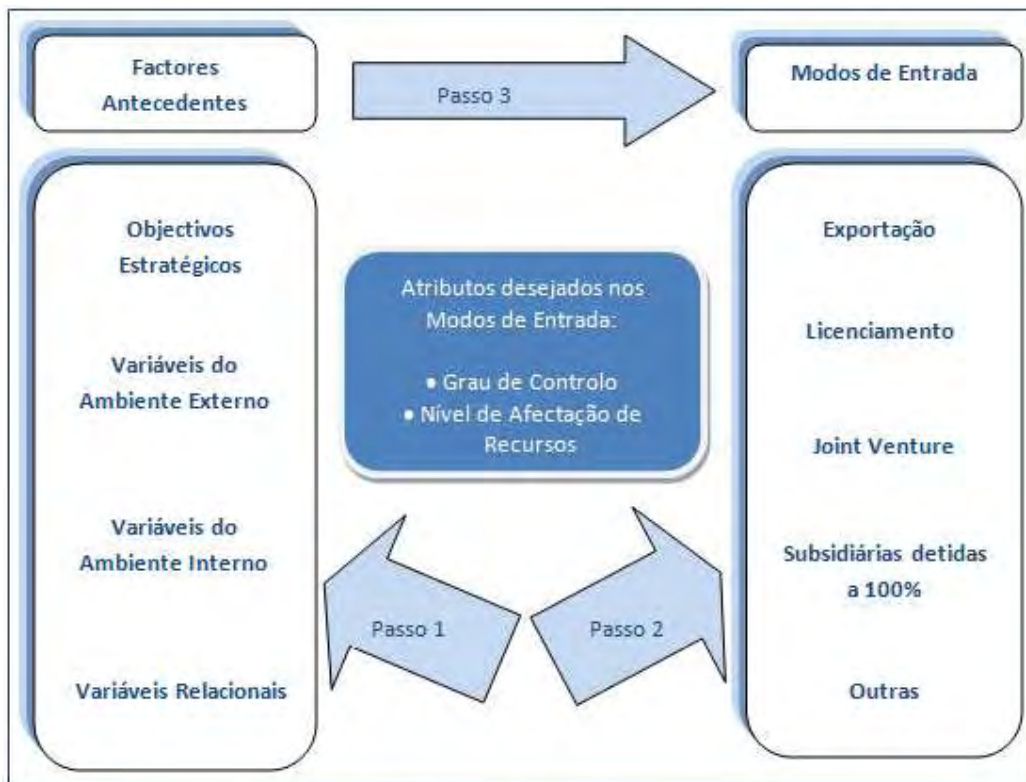 Factores
Antecedentes
Passo 3
Modos de Entrada
Objectivos
Estratégicos
Variáveis do
Ambiente Externo
Variáveis do
Ambiente Interno
Variáveis Relacionais
Atributos desejados nos
Modos de Entrada:
• Grau de Controlo
• Nível de Afectação de
Recursos
Passo 1
Passo 2
Exportação
Licenciamento
Joint Venture
Subsidiárias detidas
a 100%
Outras